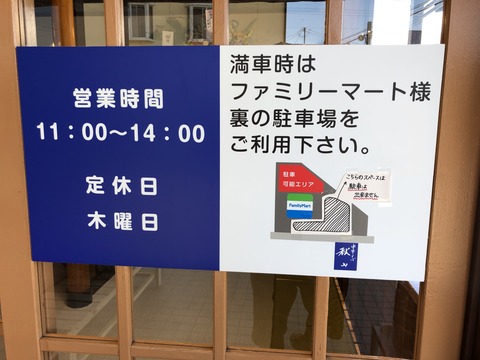 営業時間
11：00〜14：00
定休日
木曜日
満車時は
ファミリーマート様
裏の駐車場を
ご利用下さい。
駐車
可能エリア
FamilyMart
こちらのスペースは
駐車は
出来ません